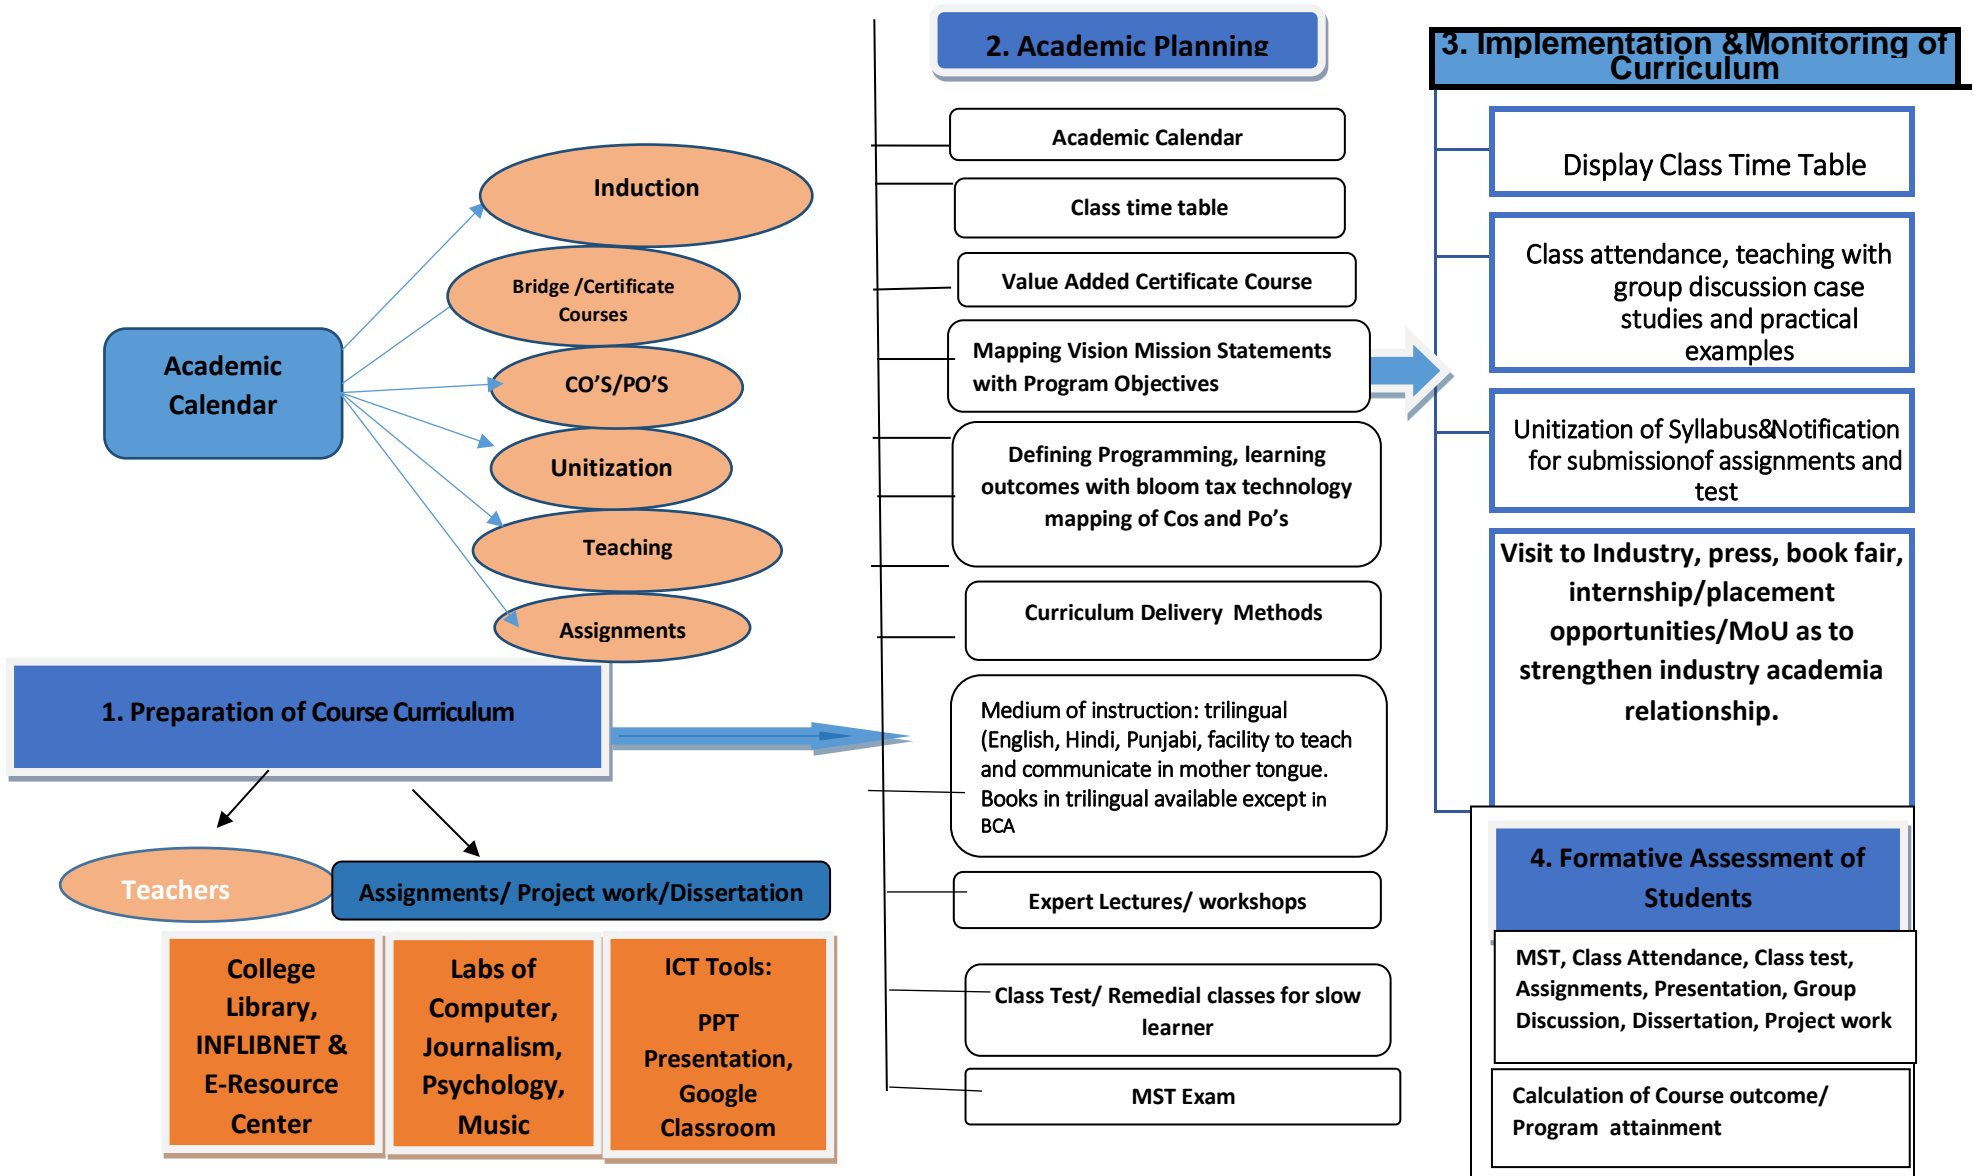 Academic
Calendar
Induction
Bridge /Certificate
Courses
CO'S/PO'S
Unitization
Teaching
Assignments
1. Preparation of Course Curriculum
Teachers
Assignments/ Project work/Dissertation
College
Library,
INFLIBNET &
E-Resource
Center
Labs of
Computer,
Journalism,
Psychology,
Music
ICT Tools:
PPT
Presentation,
Google
Classroom
2. Academic Planning
Academic Calendar
Class time table
Value Added Certificate Course
Mapping Vision Mission Statements
with Program Objectives
Defining Programming, learning
outcomes with bloom tax technology
mapping of Cos and Po's
Curriculum Delivery Methods
Medium of instruction: trilingual
(English, Hindi, Punjabi, facility to teach
and communicate in mother tongue.
Books in trilingual available except in
BCA
Expert Lectures/ workshops
Class Test/ Remedial classes for slow
learner
MST Exam
3. Implementation &Monitoring of
Curriculum
Display Class Time Table
Class attendance, teaching with
group discussion case
studies and practical
examples
Unitization of Syllabus&Notification
for submissionof assignments and
test
Visit to Industry, press, book fair,
internship/placement
opportunities/MoU as to
strengthen industry academia
relationship.
4. Formative Assessment of
Students
MST, Class Attendance, Class test,
Assignments, Presentation, Group
Discussion, Dissertation, Project work
Calculation of Course outcome/
Program attainment